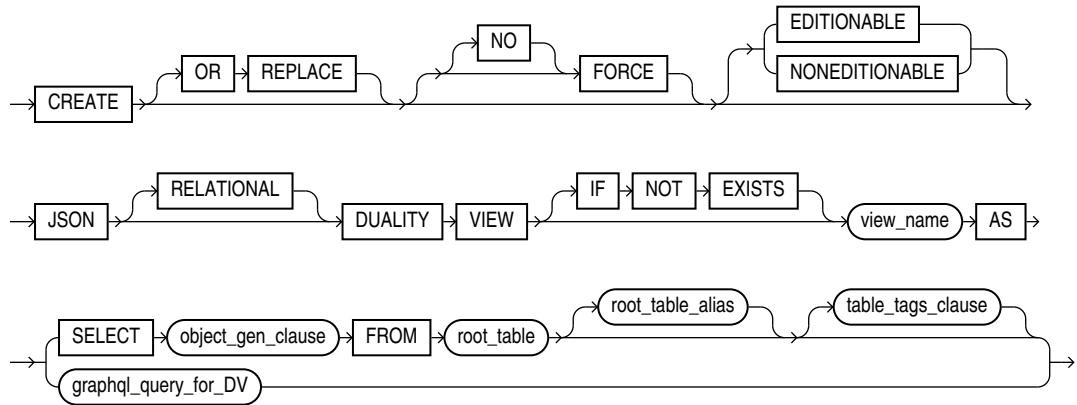 NO EDITIONABLE
OR REPLACE FORCE NONEDITIONABLE
CREATE
RELATIONAL IF NOT EXISTS
JSON DUALITY VIEW view_name AS
root_table_alias table_tags_clause
SELECT object_gen_clause FROM root_table
graphql_query_for_DV